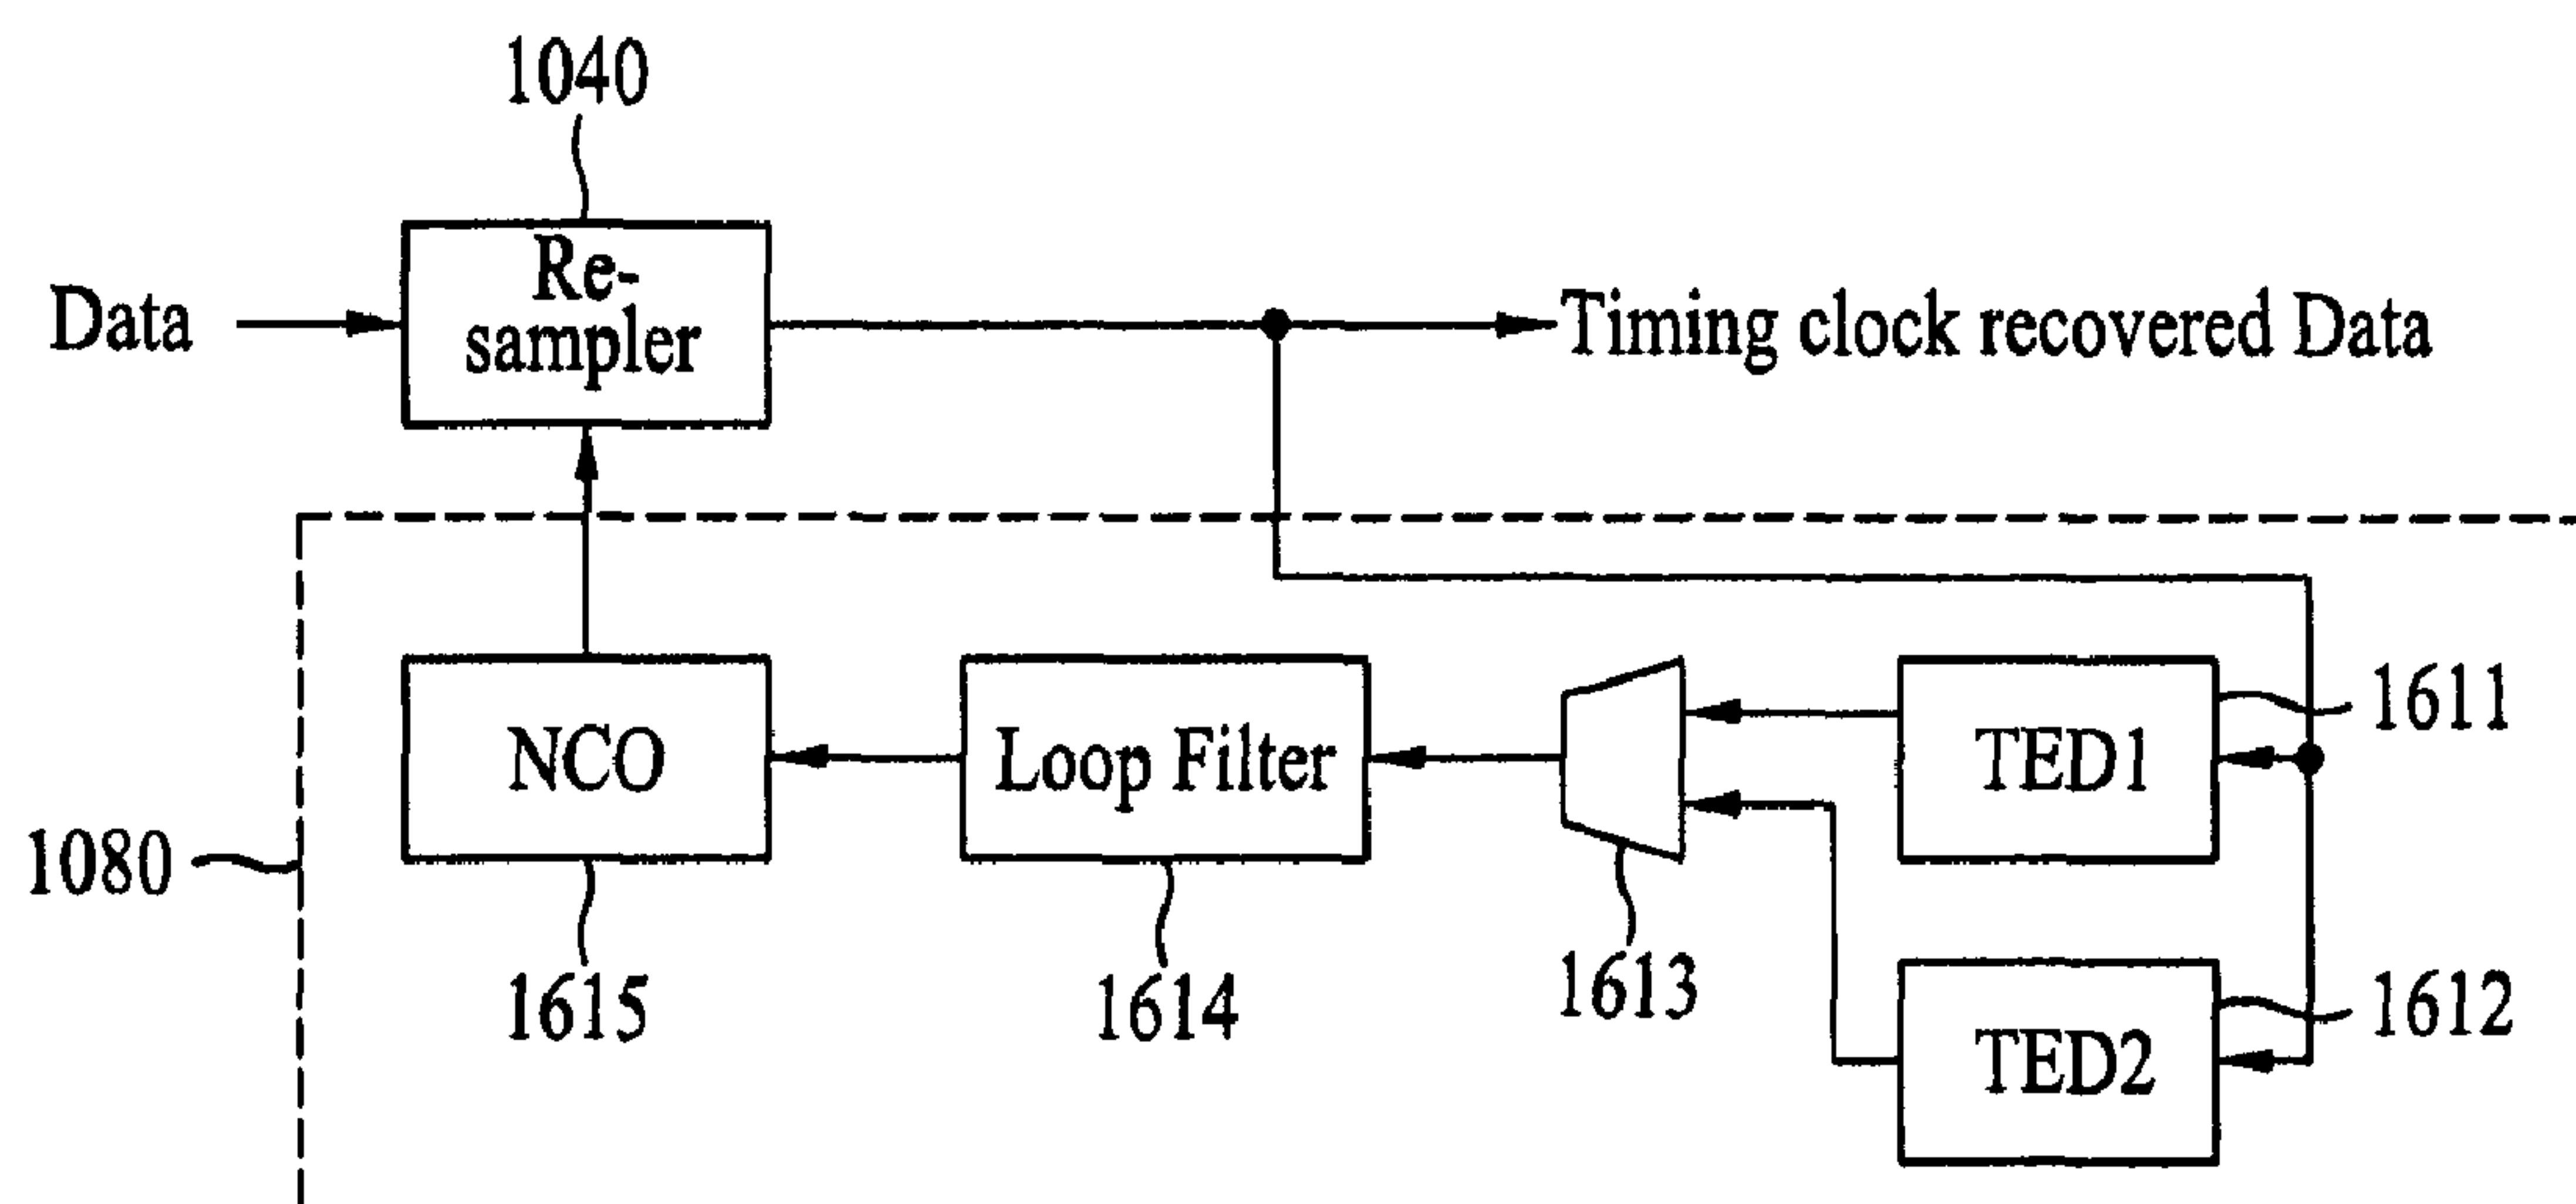 1040
Data
Re-
sampler
Timing clock recovered Data
NCO
Loop Filter
TED1
1611
1080
1615
1614
1613
TED2
1612